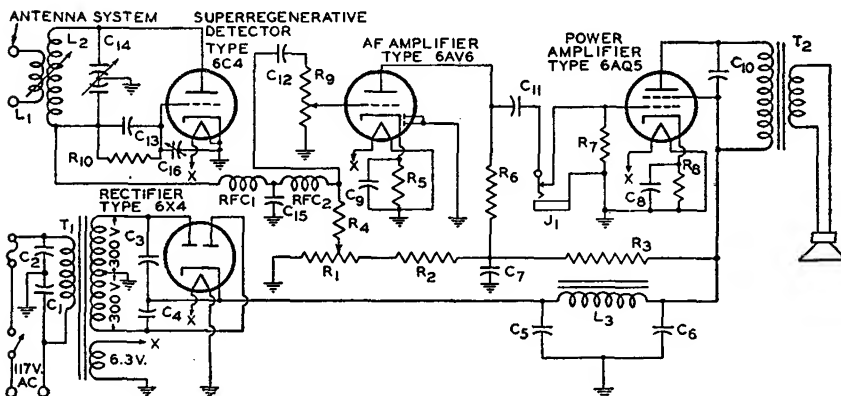 ANTENNA SYSTEM
SUPERREGENERATIVE
DETECTOR
TYPE
6C4
AF AMPLIFIER
TYPE 6AV6
POWER
AMPLIFIER
TYPE 6AQ5
L2
C14
L1
C13
R10
C16
X
C12
R9
C9
X
R5
C11
R6
R7
J1
X
C8
R8
C10
T2
RFC1
C15
RFC2
R4
R1
R2
C7
R3
RECTIFIER
TYPE 6X4
T1
C2
C1
300 V
300 V
C3
C4
X
X
6.3V.
117V.
AC
C5
L3
C6